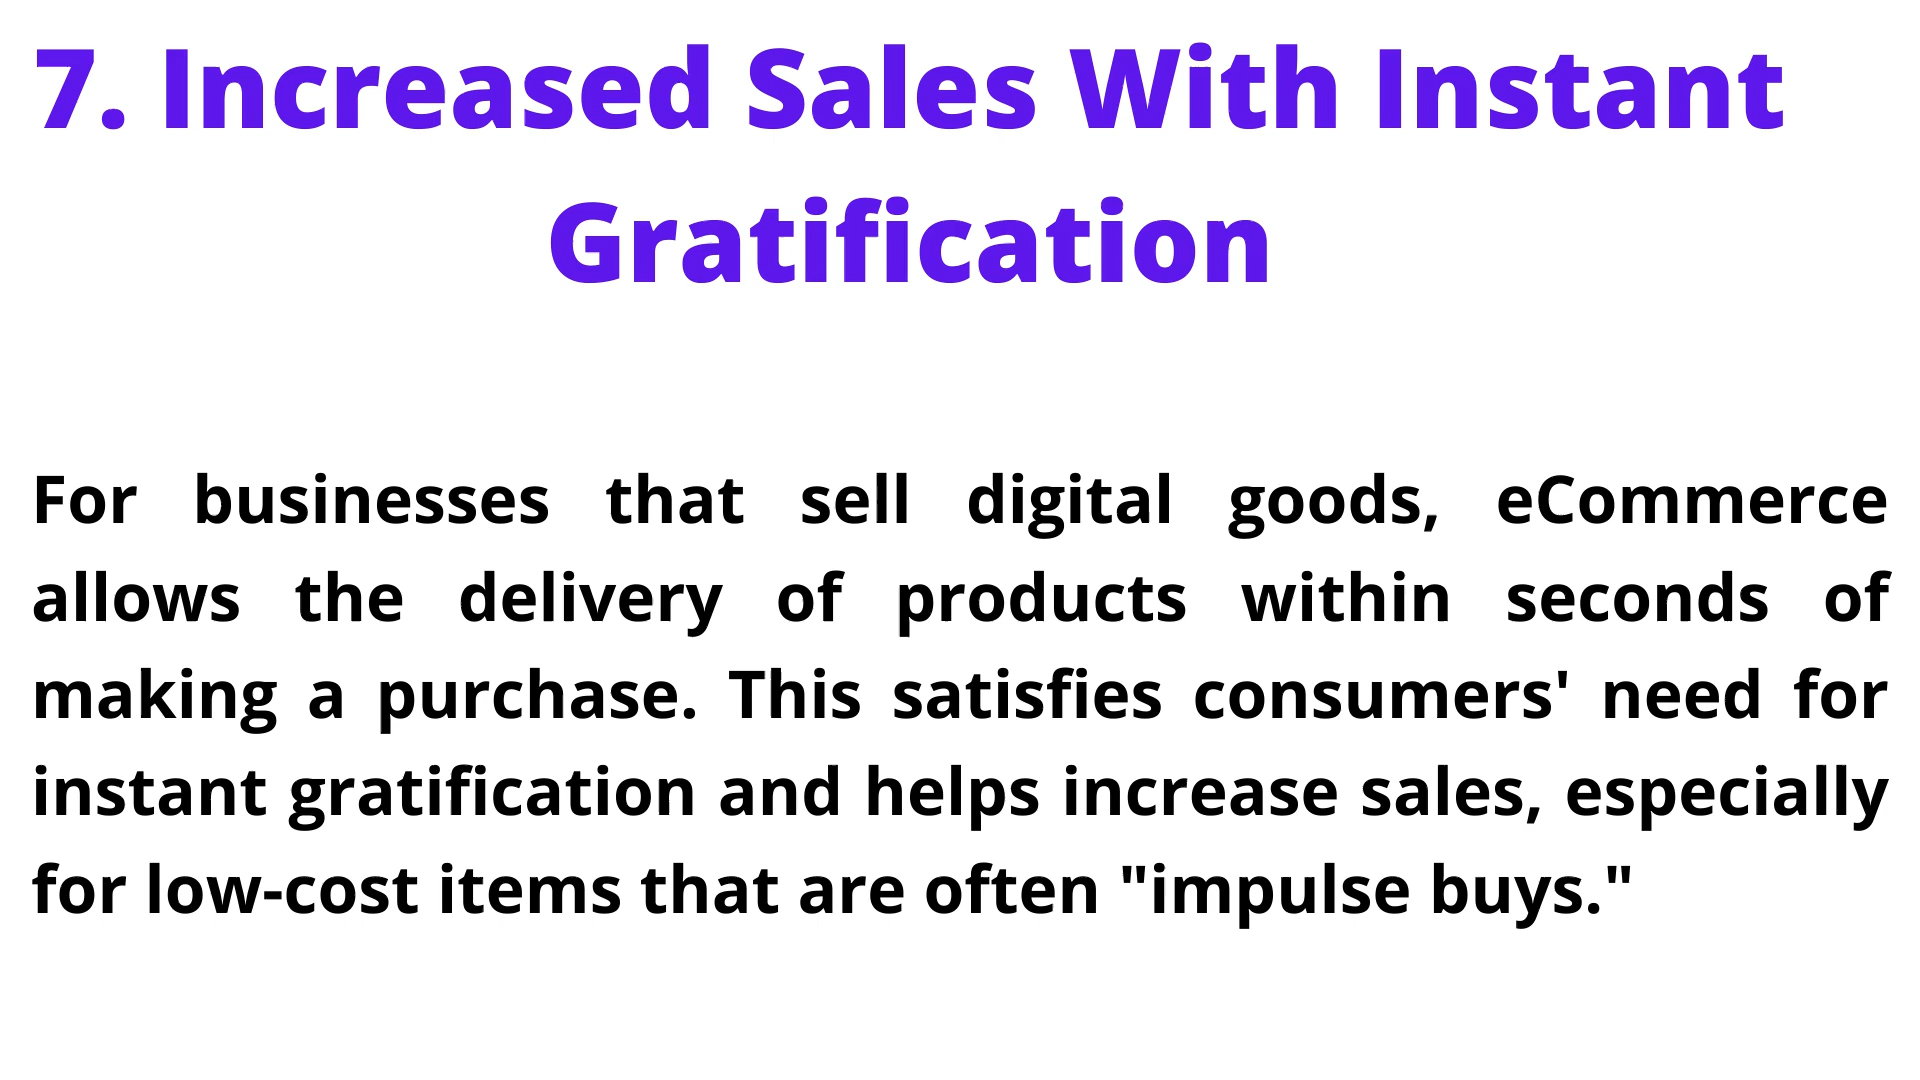 7. Increased Sales With Instant
Gratification
For businesses that sell digital goods, eCommerce
allows the delivery of products within seconds of
making a purchase. This satisfies consumers' need for
instant gratification and helps increase sales, especially
for low-cost items that are often "impulse buys."